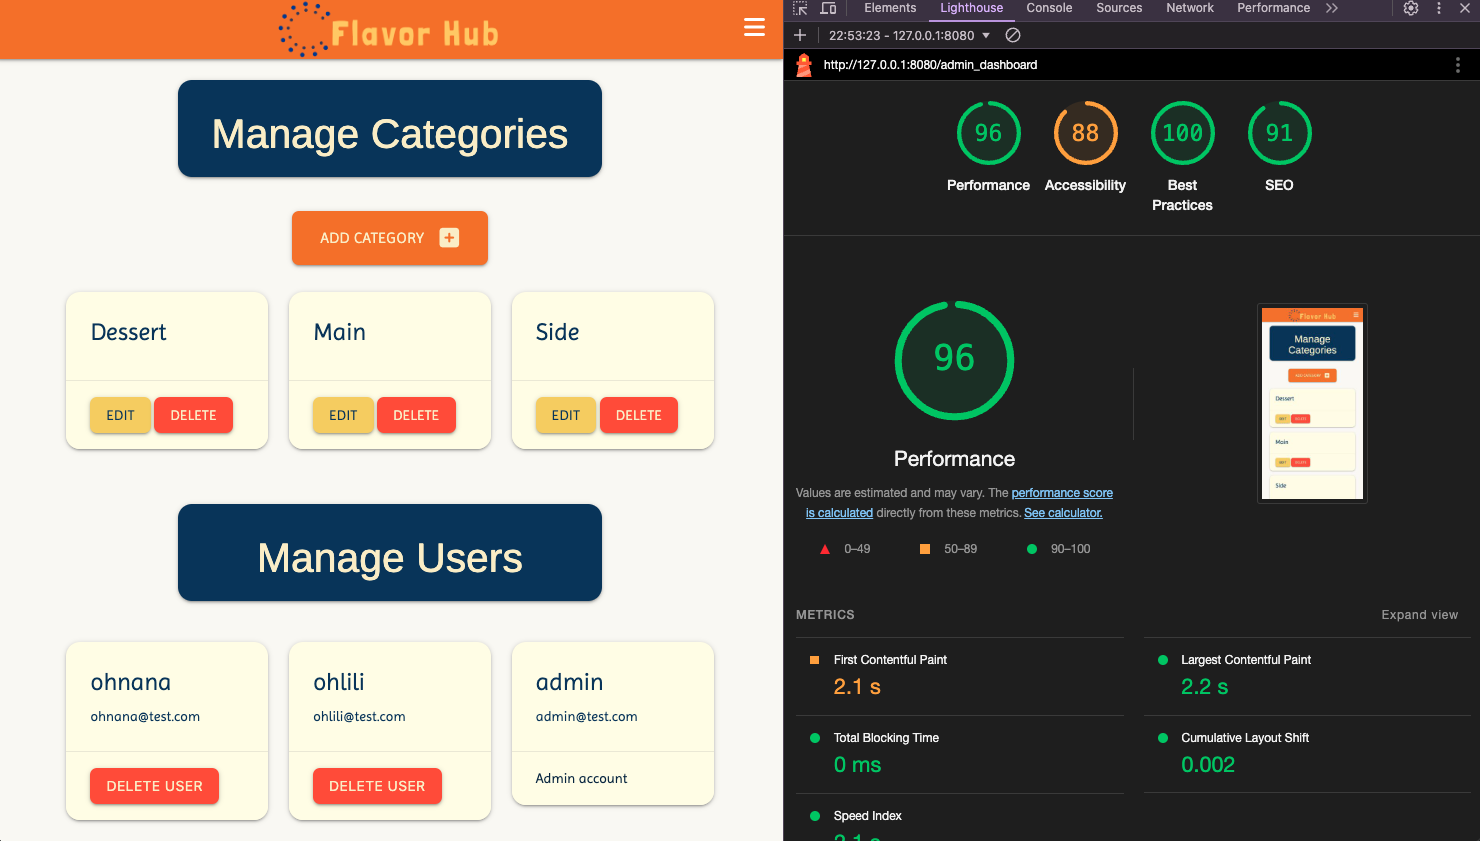 Flavor Hub
Manage Categories
ADD CATEGORY
Dessert
Main
Side
EDIT DELETE
EDIT DELETE
EDIT DELETE
Manage Users
ohnana
ohnana@test.com
DELETE USER
ohlili
ohlili@test.com
DELETE USER
admin
admin@test.com
Admin account
Elements Lighthouse Console Sources Network Performance
22:53:23 - 127.0.0.1:8080
http://127.0.0.1:8080/admin_dashboard
96 88 100 91
Performance Accessibility Best Practices SEO
96
Performance
Values are estimated and may vary. The performance score
is calculated directly from these metrics. See calculator.
0–49 50–89 90–100
Flavor Hub
Manage
Categories
ADD CATEGORY
Dessert
EDIT DELETE
Main
EDIT DELETE
Side
METRICS Expand view
First Contentful Paint
2.1 s
Largest Contentful Paint
2.2 s
Total Blocking Time
0 ms
Cumulative Layout Shift
0.002
Speed Index